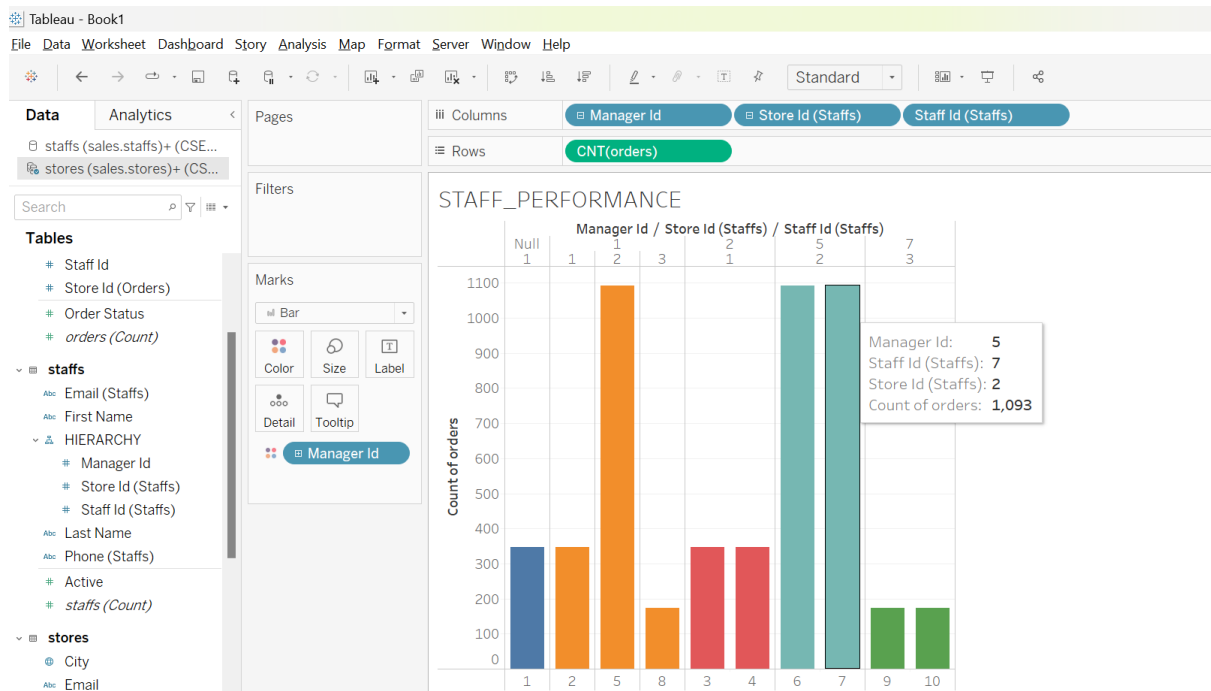 Tableau - Book1
File Data Worksheet Dashboard Story Analysis Map Format Server Window Help
Standard
Data Analytics
staffs (sales.staffs)+ (CSE...
stores (sales.stores)+ (CS...
Search
Tables
# Staff Id
# Store Id (Orders)
# Order Status
# orders (Count)
staffs
Abc Email (Staffs)
Abc First Name
HIERARCHY
# Manager Id
# Store Id (Staffs)
# Staff Id (Staffs)
Abc Last Name
Abc Phone (Staffs)
# Active
# staffs (Count)
stores
City
Abc Email
Pages
Filters
Marks
Bar
Color Size Label
Detail Tooltip
Manager Id
Columns Manager Id Store Id (Staffs) Staff Id (Staffs)
Rows CNT(orders)
STAFF_PERFORMANCE
Manager Id / Store Id (Staffs) / Staff Id (Staffs)
Null 1 2 5 7
1 1 2 3 1 2 3
1100
1000
900
800
700
600
500
400
300
200
100
0
Count of orders
1 2 5 8 3 4 6 7 9 10
Manager Id: 5
Staff Id (Staffs): 7
Store Id (Staffs): 2
Count of orders: 1,093